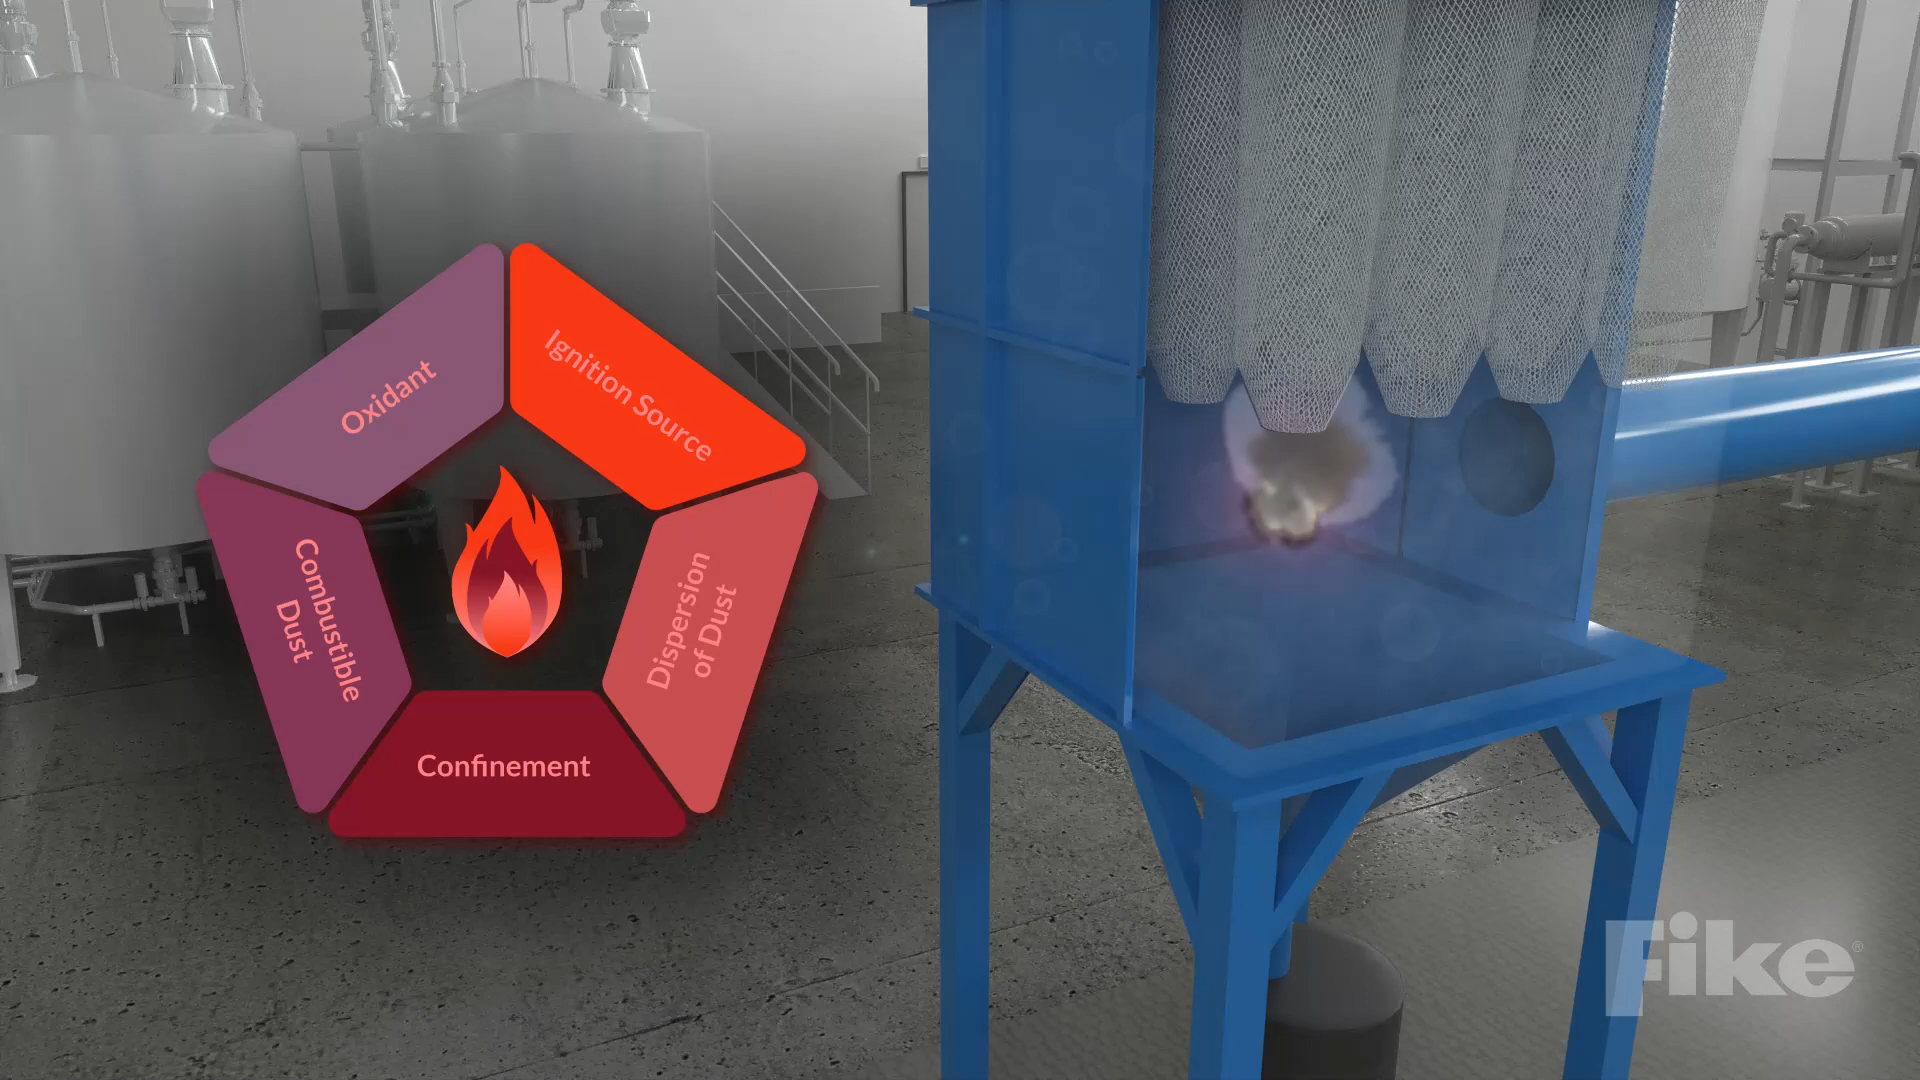 Oxidant
Ignition Source
Combustible
Dust
Dispersion
of Dust
Confinement
Fike®